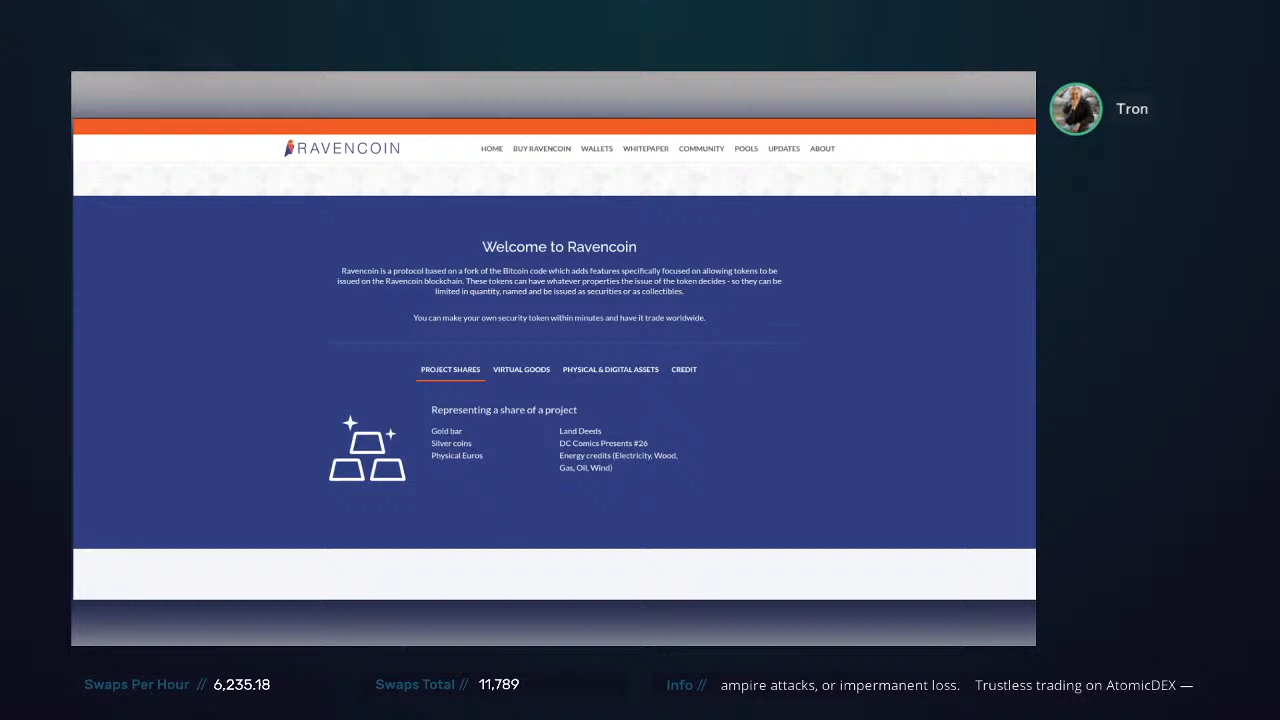 Tron
RAVENCOIN
HOME BUY RAVENCOIN WALLETS WHITEPAPER COMMUNITY POOLS UPDATES ABOUT
Welcome to Ravencoin
Ravencoin is a protocol based on a fork of the Bitcoin code which adds features specifically focused on allowing tokens to be
issued on the Ravencoin blockchain. These tokens can have whatever properties the issue of the token decides - so they can be
limited in quantity, named and be issued as securities or as collectibles.
You can make your own security token within minutes and have it trade worldwide.
PROJECT SHARES VIRTUAL GOODS PHYSICAL & DIGITAL ASSETS CREDIT
Representing a share of a project
Gold bar
Silver coins
Physical Euros
Land Deeds
DC Comics Presents #26
Energy credits (Electricity, Wood,
Gas, Oil, Wind)
Swaps Per Hour // 6,235.18
Swaps Total // 11,789
Info // ampire attacks, or impermanent loss. Trustless trading on AtomicDEX —